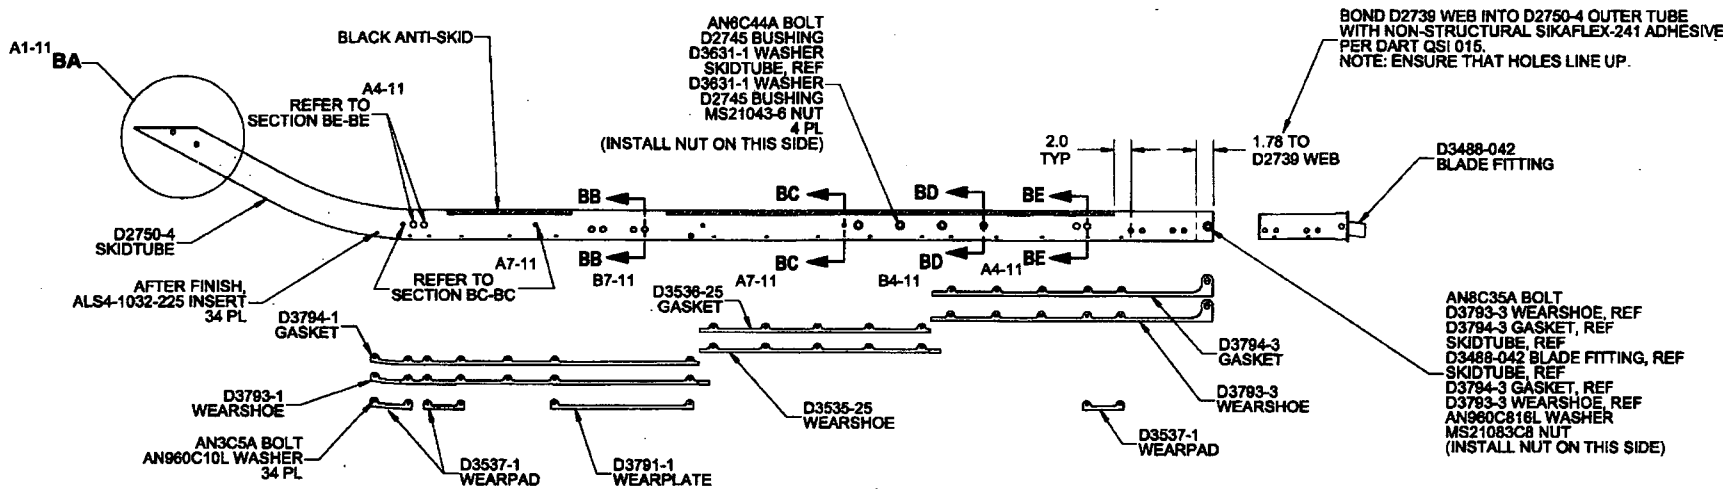 A1-11
BA
BLACK ANTI-SKID
AN6C44A BOLT
D2745 BUSHING
D3631-1 WASHER
SKIDTUBE, REF
D3631-1 WASHER
D2745 BUSHING
MS21043-6 NUT
4 PL
(INSTALL NUT ON THIS SIDE)
BOND D2739 WEB INTO D2750-4 OUTER TUBE
WITH NON-STRUCTURAL SIKAFLEX-241 ADHESIVE
PER DART QSI 015.
NOTE: ENSURE THAT HOLES LINE UP.
A4-11
REFER TO
SECTION BE-BE
2.0
TYP
1.78 TO
D2739 WEB
D3488-042
BLADE FITTING
BB
BC
BD
BE
D2750-4
SKIDTUBE
BB
BC
BD
BE
A7-11
B7-11
A7-11
B4-11
A4-11
REFER TO
SECTION BC-BC
AFTER FINISH,
ALS4-1032-225 INSERT
34 PL
D3536-25
GASKET
D3794-1
GASKET
D3794-3
GASKET
D3793-1
WEARSHOE
D3793-3
WEARSHOE
D3535-25
WEARSHOE
AN8C35A BOLT
D3793-3 WEARSHOE, REF
D3794-3 GASKET, REF
SKIDTUBE, REF
D3488-042 BLADE FITTING, REF
SKIDTUBE, REF
D3794-3 GASKET, REF
D3793-3 WEARSHOE, REF
AN960C816L WASHER
MS21083C8 NUT
(INSTALL NUT ON THIS SIDE)
AN3C5A BOLT
AN960C10L WASHER
34 PL
D3537-1
WEARPAD
D3791-1
WEARPLATE
D3537-1
WEARPAD